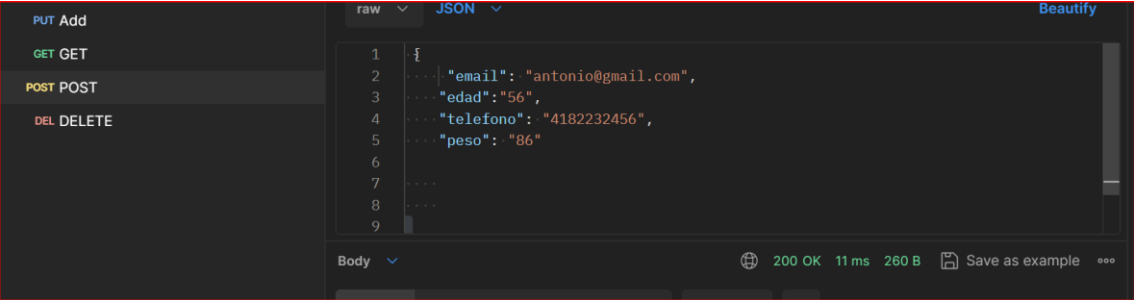 PUT Add
GET GET
POST POST
DEL DELETE
raw JSON Beautify
1 {
2 "email": "antonio@gmail.com",
3 "edad":"56",
4 "telefono": "4182232456",
5 "peso": "86"
6
7
8
9
Body 200 OK 11 ms 260 B Save as example